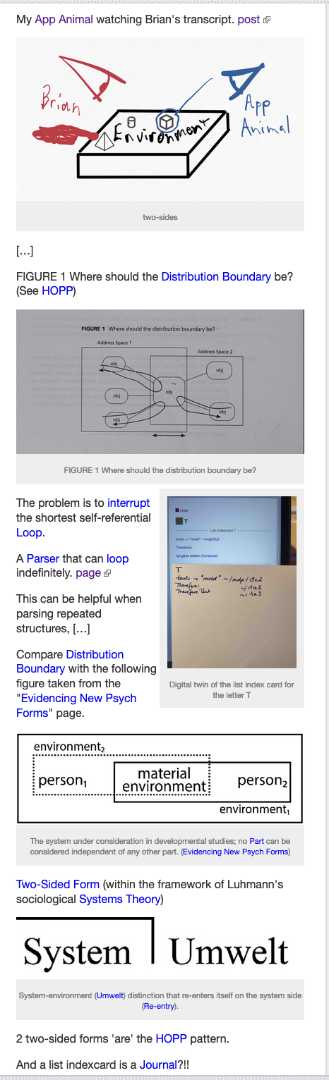 My App Animal watching Brian's transcript. post
Brian
Environment
App
Animal
two-sides
[...]
FIGURE 1 Where should the Distribution Boundary be?
(See HOPP)
FIGURE 1 Where should the distribution boundary be?
Address Space 1
Address Space 2
obj
obj
obj
obj
obj
obj
FIGURE 1 Where should the distribution boundary be?
The problem is to interrupt
the shortest self-referential
Loop.
A Parser that can loop
indefinitely. page
This can be helpful when
parsing repeated
structures, [...]
Compare Distribution
Boundary with the following
figure taken from the
"Evidencing New Psych
Forms" page.
T
T
Digital twin of the list index card for
the letter T
environment₂
person₁
material
environment
person₂
environment₁
The system under consideration in developmental studies; no Part can be
considered independent of any other part. (Evidencing New Psych Forms)
Two-Sided Form (within the framework of Luhmann's
sociological Systems Theory)
System
Umwelt
System-environment (Umwelt) distinction that re-enters itself on the system side
(Re-entry).
2 two-sided forms 'are' the HOPP pattern.
And a list indexcard is a Journal?!!